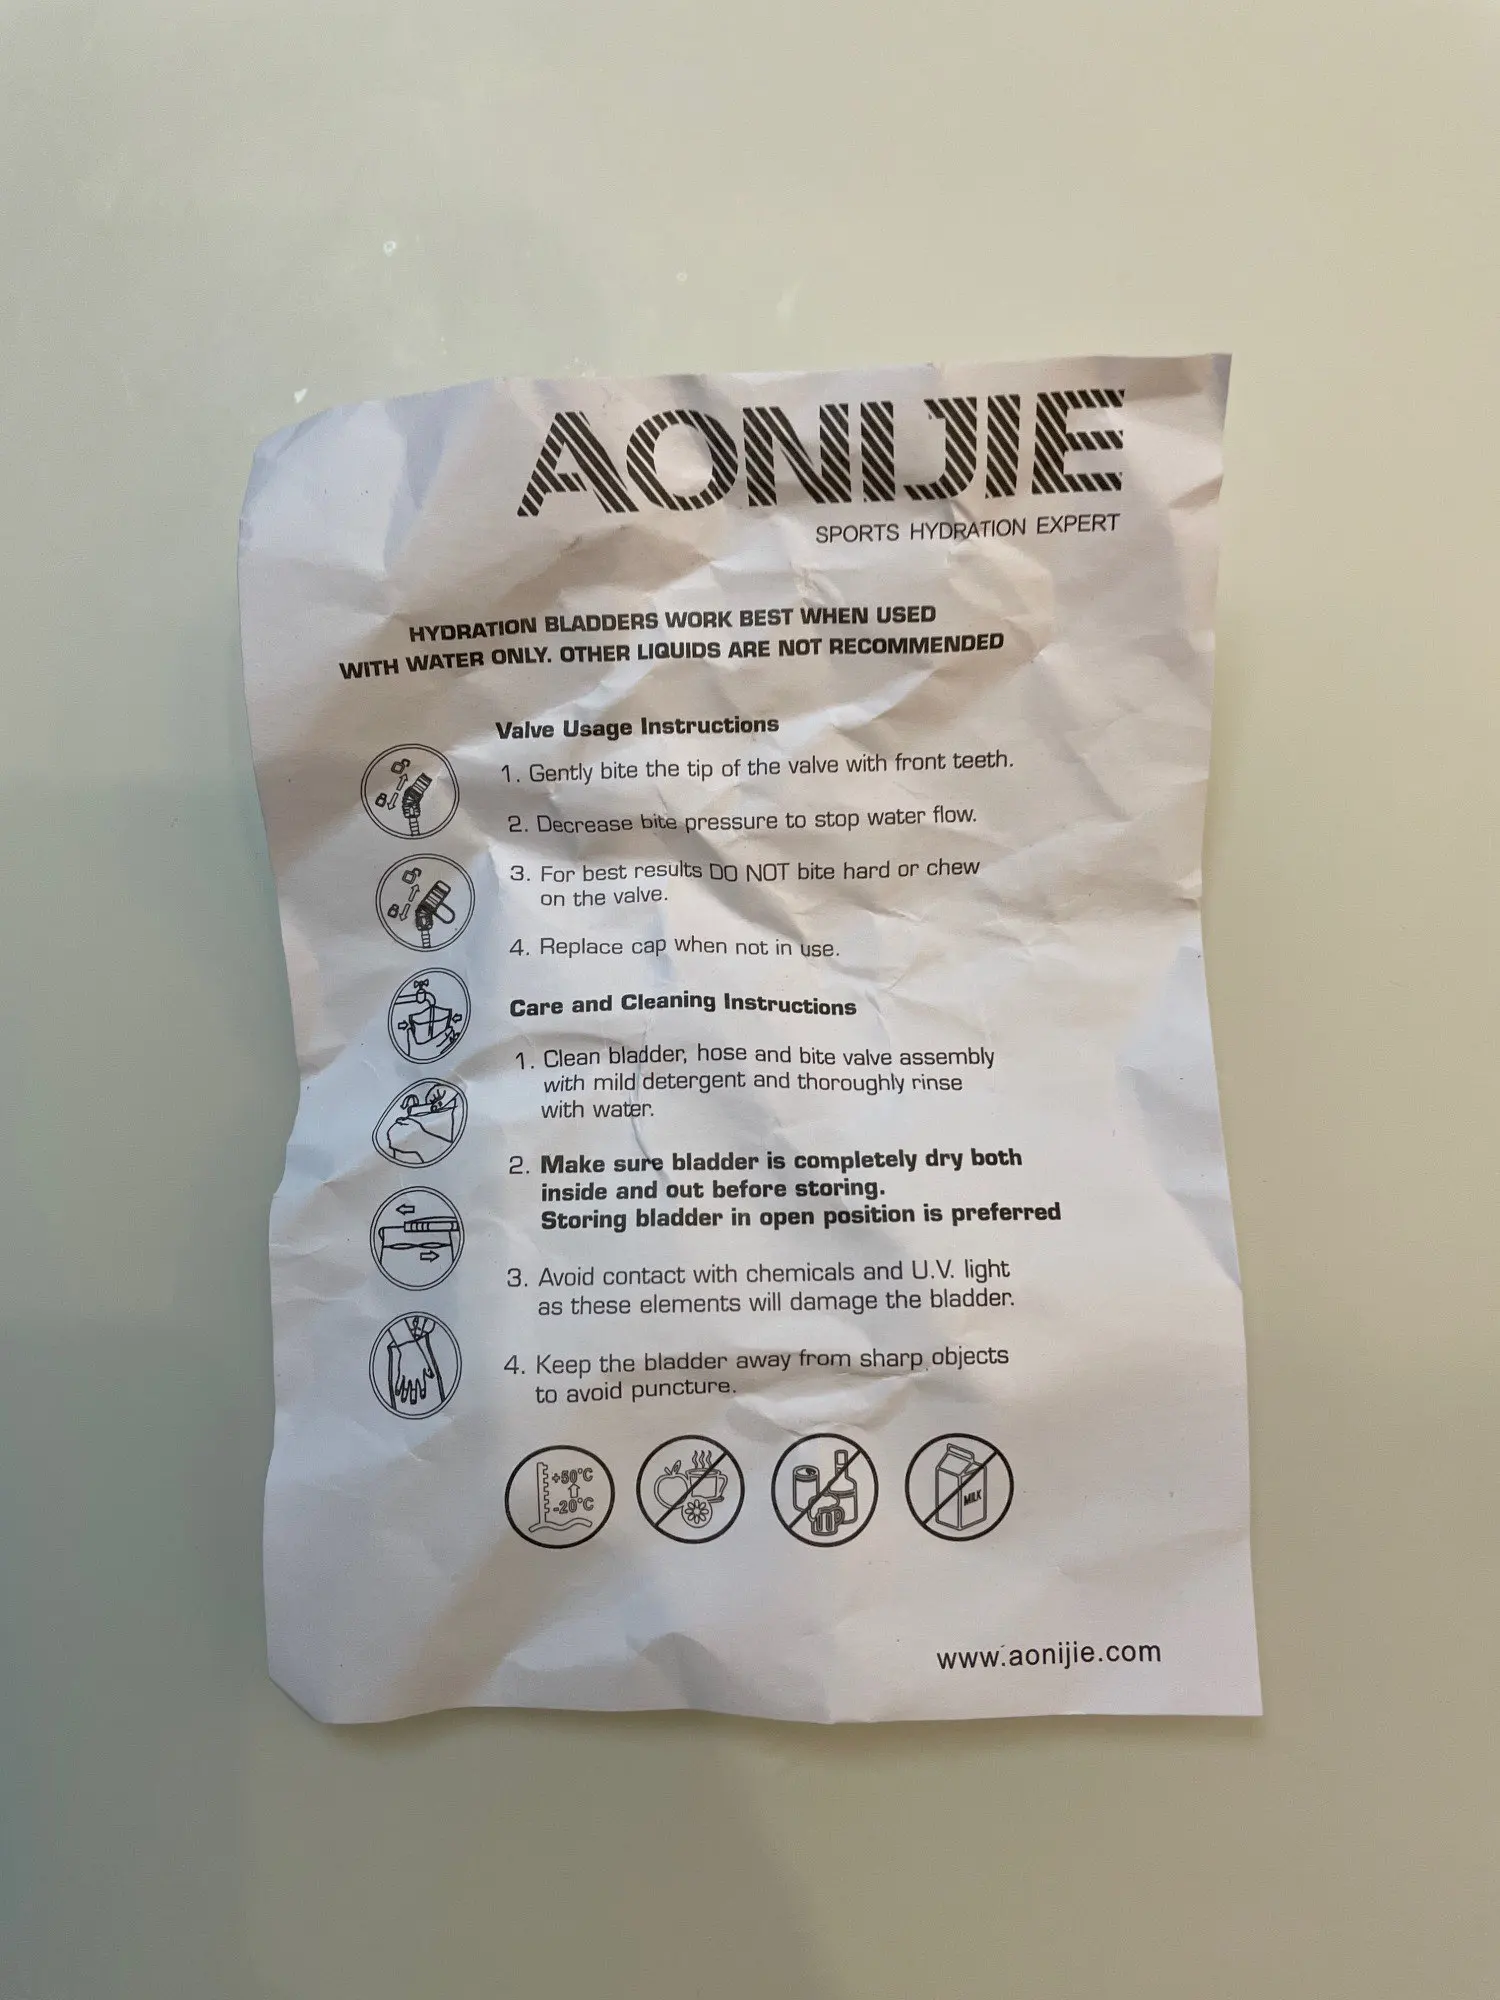 AONIJIE
SPORTS HYDRATION EXPERT
HYDRATION BLADDERS WORK BEST WHEN USED
WITH WATER ONLY. OTHER LIQUIDS ARE NOT RECOMMENDED
Valve Usage Instructions
1. Gently bite the tip of the valve with front teeth.
2. Decrease bite pressure to stop water flow.
3. For best results DO NOT bite hard or chew
on the valve.
4. Replace cap when not in use.
Care and Cleaning Instructions
1. Clean bladder, hose and bite valve assembly
with mild detergent and thoroughly rinse
with water.
2. Make sure bladder is completely dry both
inside and out before storing.
Storing bladder in open position is preferred
3. Avoid contact with chemicals and U.V. light
as these elements will damage the bladder.
4. Keep the bladder away from sharp objects
to avoid puncture.
+50°C
-20°C
MILK
www.aonijie.com